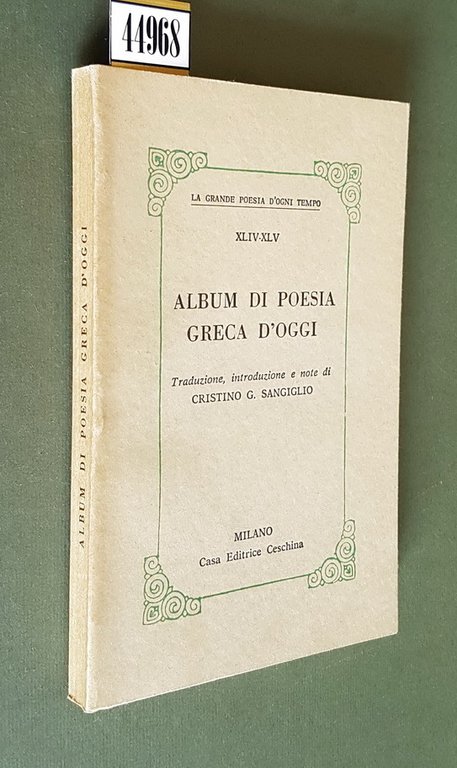 44968
LA GRANDE POESIA D'OGNI TEMPO
XLIV-XLV
ALBUM DI POESIA
GRECA D'OGGI
Traduzione, introduzione e note di
CRISTINO G. SANGIGLIO
MILANO
Casa Editrice Ceschina
ALBUM DI POESIA GRECA D'OGGI